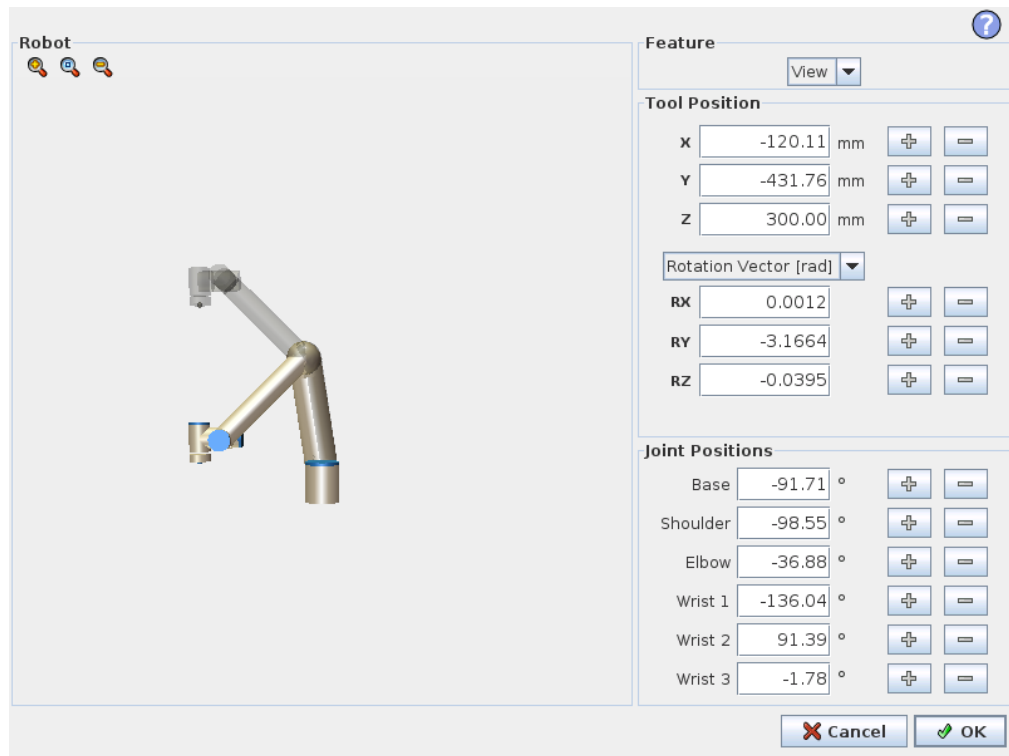 ?
Robot
Feature
View
Tool Position
X -120.11 mm
Y -431.76 mm
Z 300.00 mm
Rotation Vector [rad]
RX 0.0012
RY -3.1664
RZ -0.0395
Joint Positions
Base -91.71 °
Shoulder -98.55 °
Elbow -36.88 °
Wrist 1 -136.04 °
Wrist 2 91.39 °
Wrist 3 -1.78 °
Cancel OK